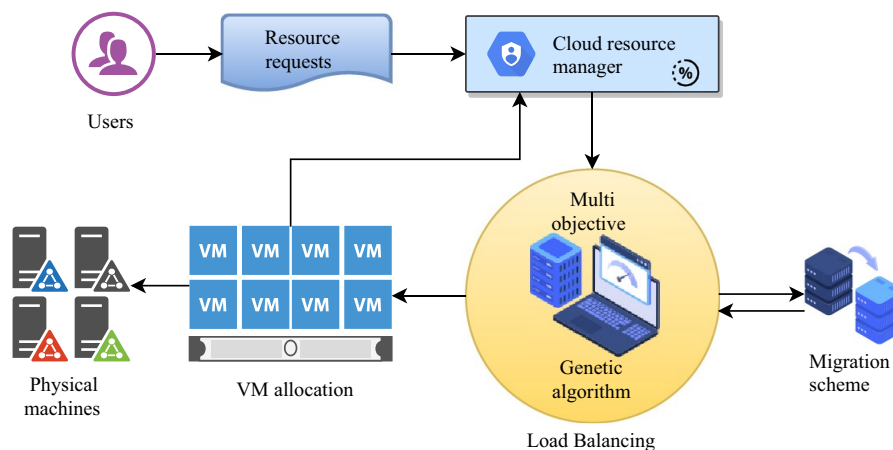 Users
Resource
requests
Cloud resource
manager
%
Multi
objective
Genetic
algorithm
Load Balancing
VM VM VM VM
VM VM VM VM
VM allocation
Physical
machines
Migration
scheme